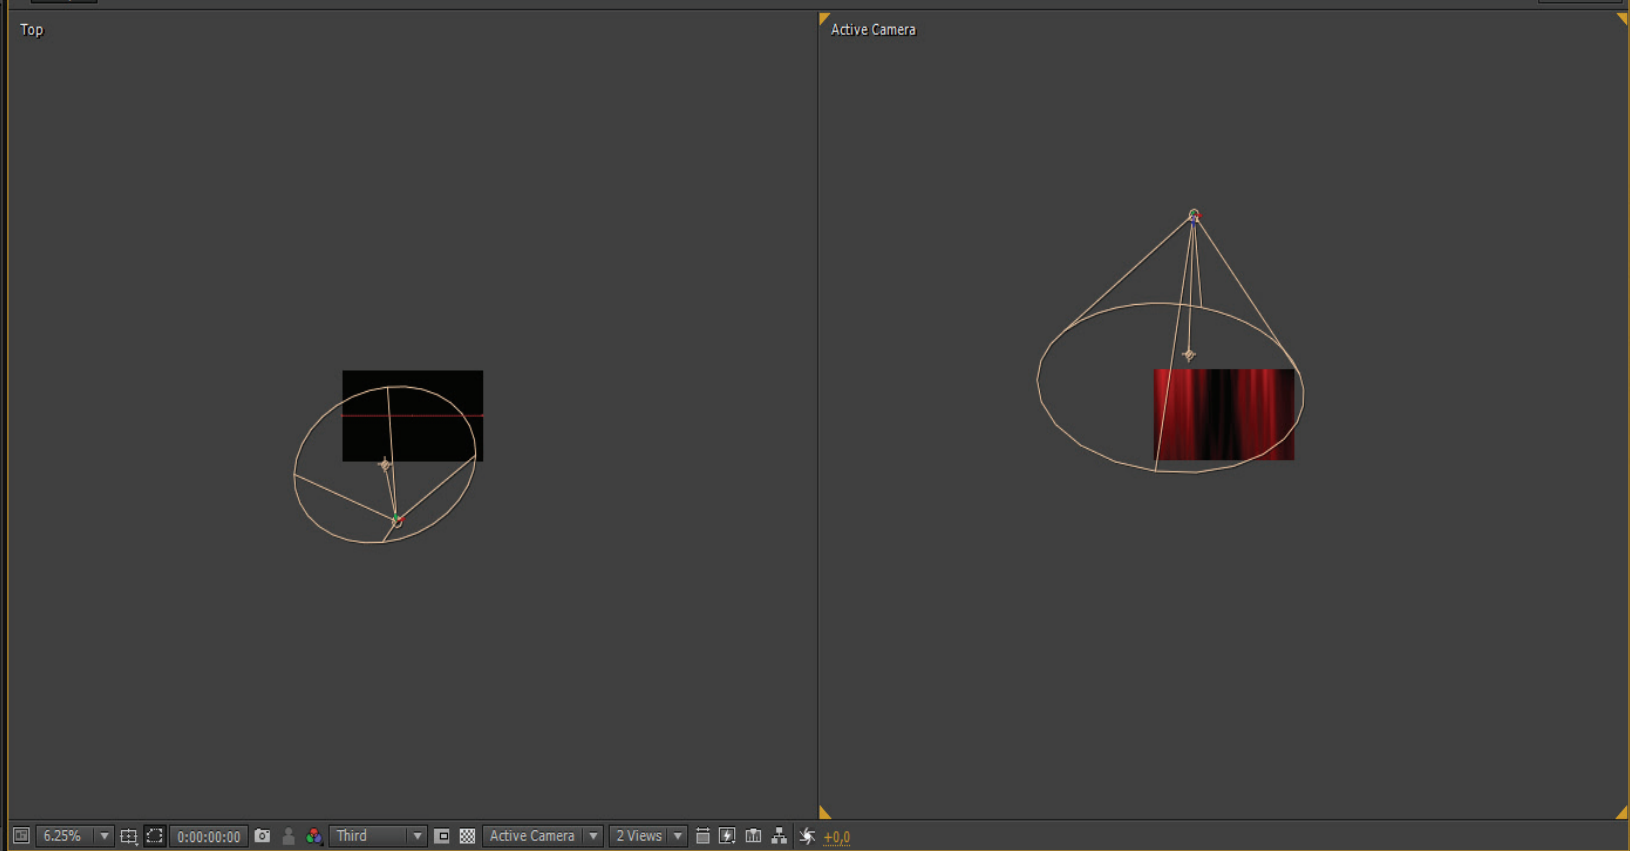 Top
Active Camera
6.25%
0:00:00:00
Third
Active Camera
2 Views
+0,0